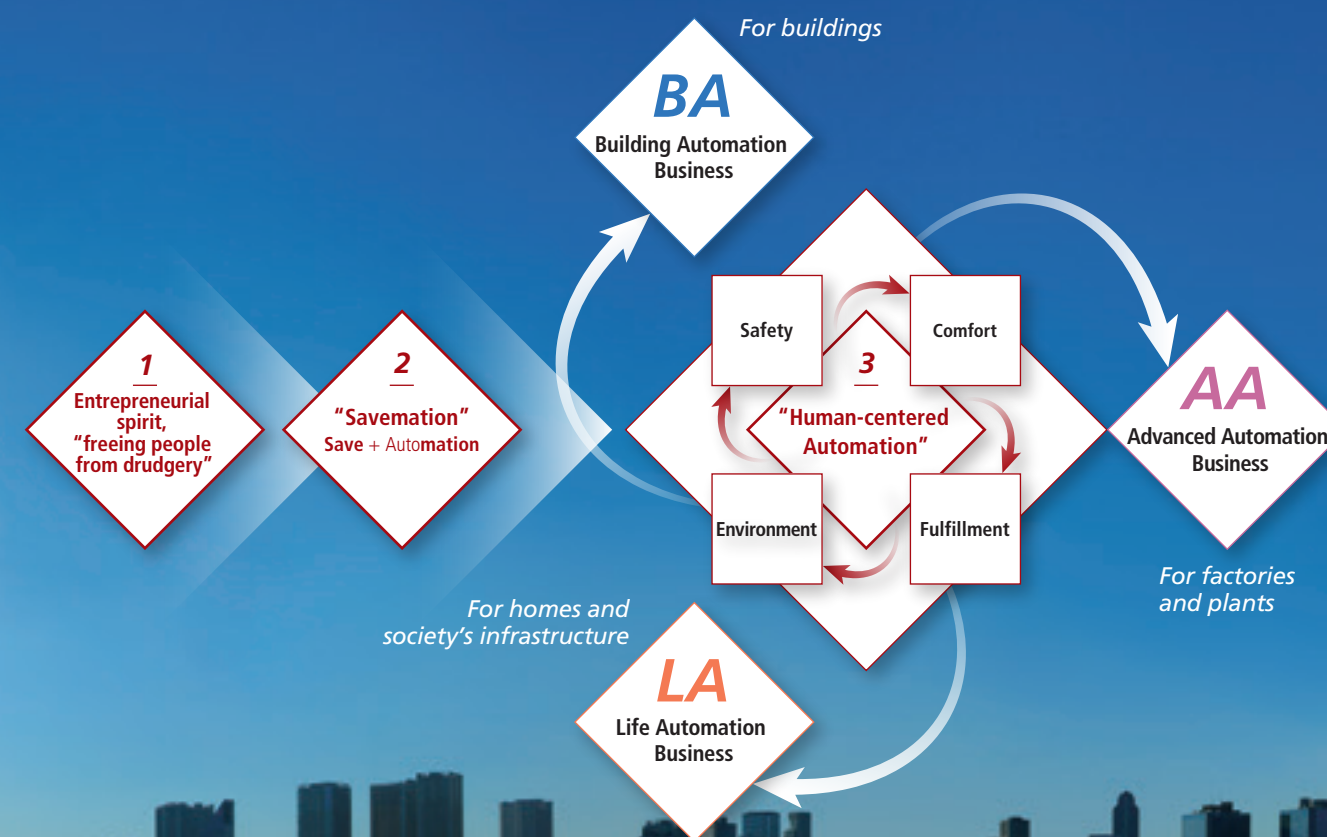 For buildings
BA
Building Automation
Business
1
Entrepreneurial
spirit,
“freeing people
from drudgery”
2
“Savemation”
Save + Automation
Safety
Comfort
3
“Human-centered
Automation”
Environment
Fulfillment
AA
Advanced Automation
Business
For factories
and plants
For homes and
society’s infrastructure
LA
Life Automation
Business